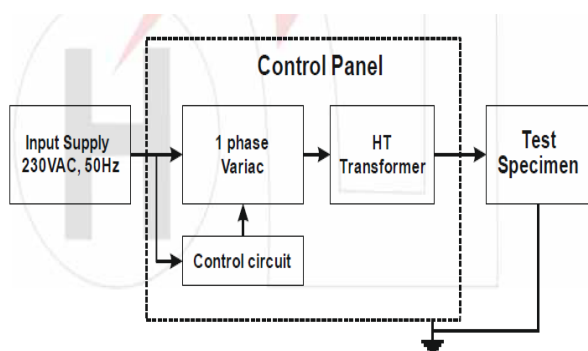 Control Panel
Input Supply
230VAC, 50Hz
1 phase
Variac
HT
Transformer
Test
Specimen
Control circuit